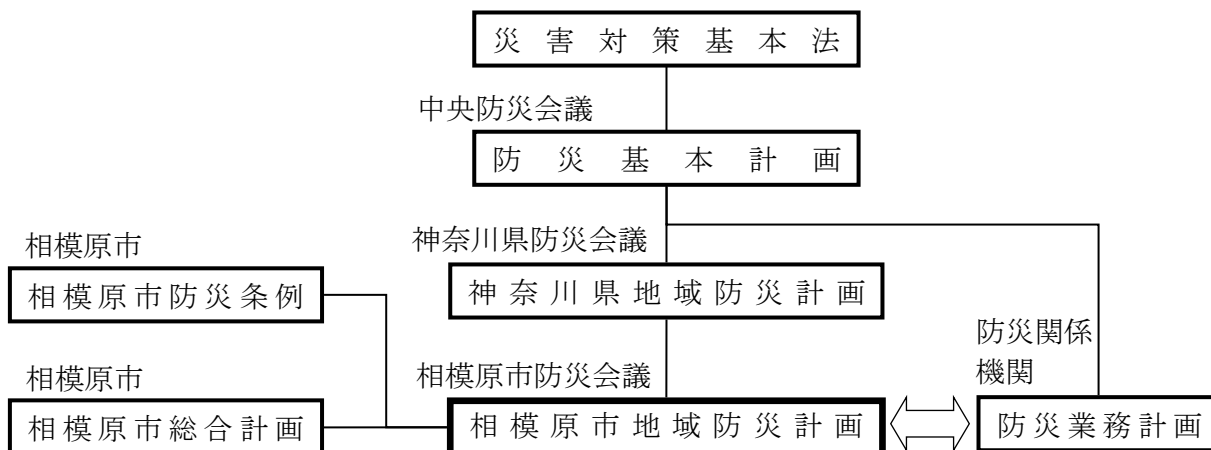 災害対策基本法
中央防災会議
防災基本計画
神奈川県防災会議
神奈川県地域防災計画
相模原市
相模原市防災条例
相模原市
相模原市総合計画
相模原市防災会議
相模原市地域防災計画
防災関係
機関
防災業務計画